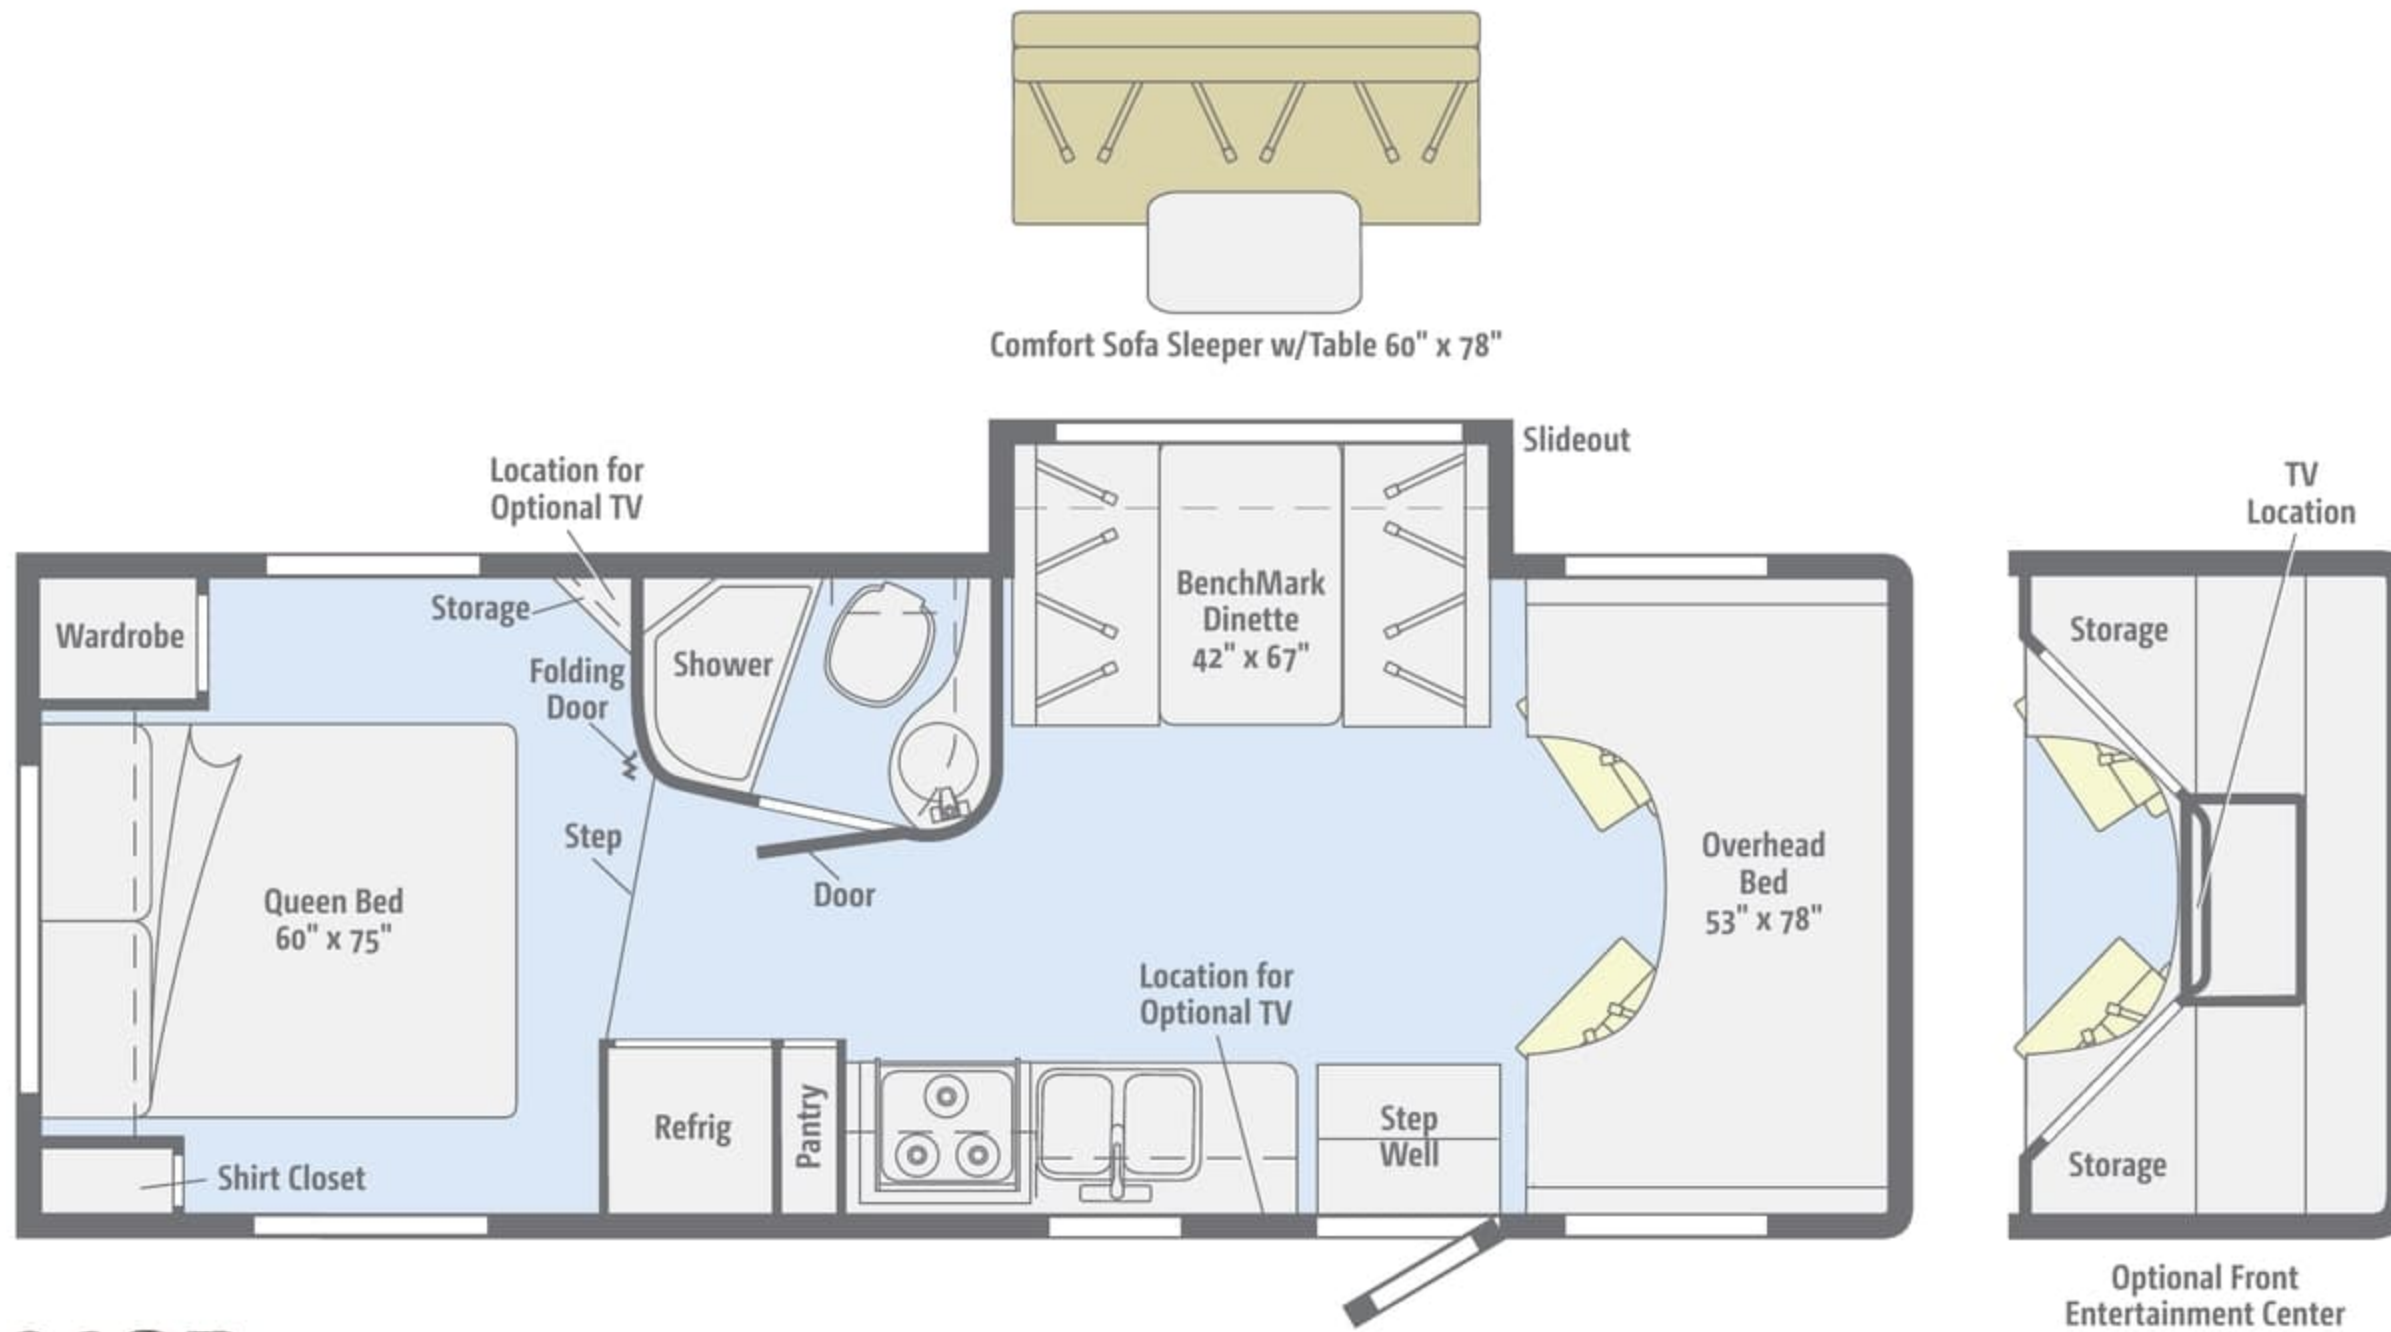 Comfort Sofa Sleeper w/Table 60" x 78"
Slideout
Location for
Optional TV
TV
Location
Wardrobe
Storage
Folding
Door
Shower
BenchMark
Dinette
42" x 67"
Storage
Step
Door
Queen Bed
60" x 75"
Overhead
Bed
53" x 78"
Location for
Optional TV
Shirt Closet
Refrig
Pantry
Step
Well
Storage
Optional Front
Entertainment Center